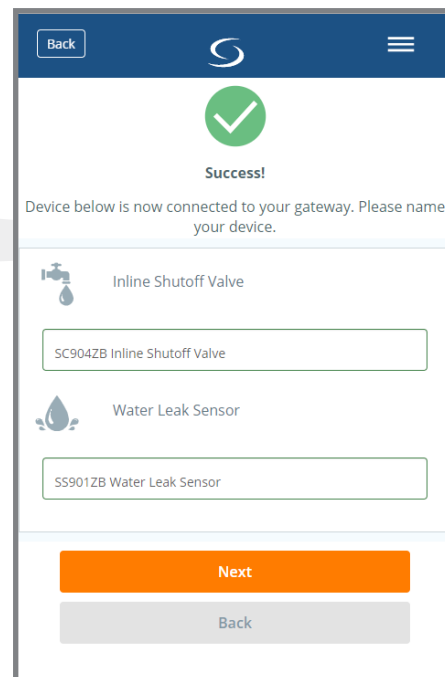 Back
Success!
Device below is now connected to your gateway. Please name
your device.
Inline Shutoff Valve
SC904ZB Inline Shutoff Valve
Water Leak Sensor
SS901ZB Water Leak Sensor
Next
Back